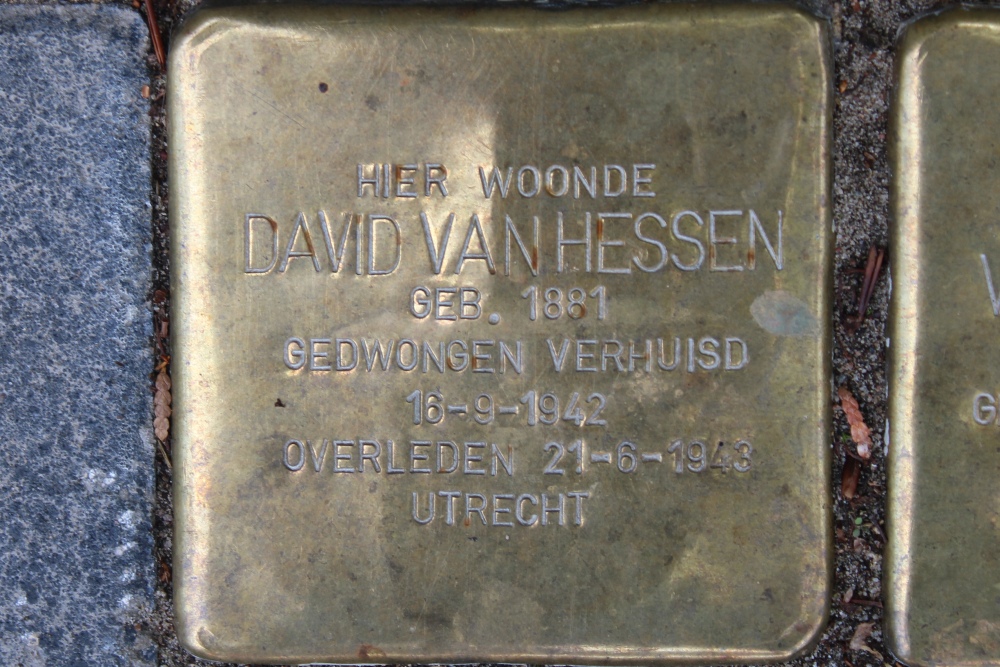 HIER WOONDE
DAVID VAN HESSEN
GEB. 1881
GEDWONGEN VERHUISD
16-9-1942
OVERLEDEN 21-6-1943
UTRECHT